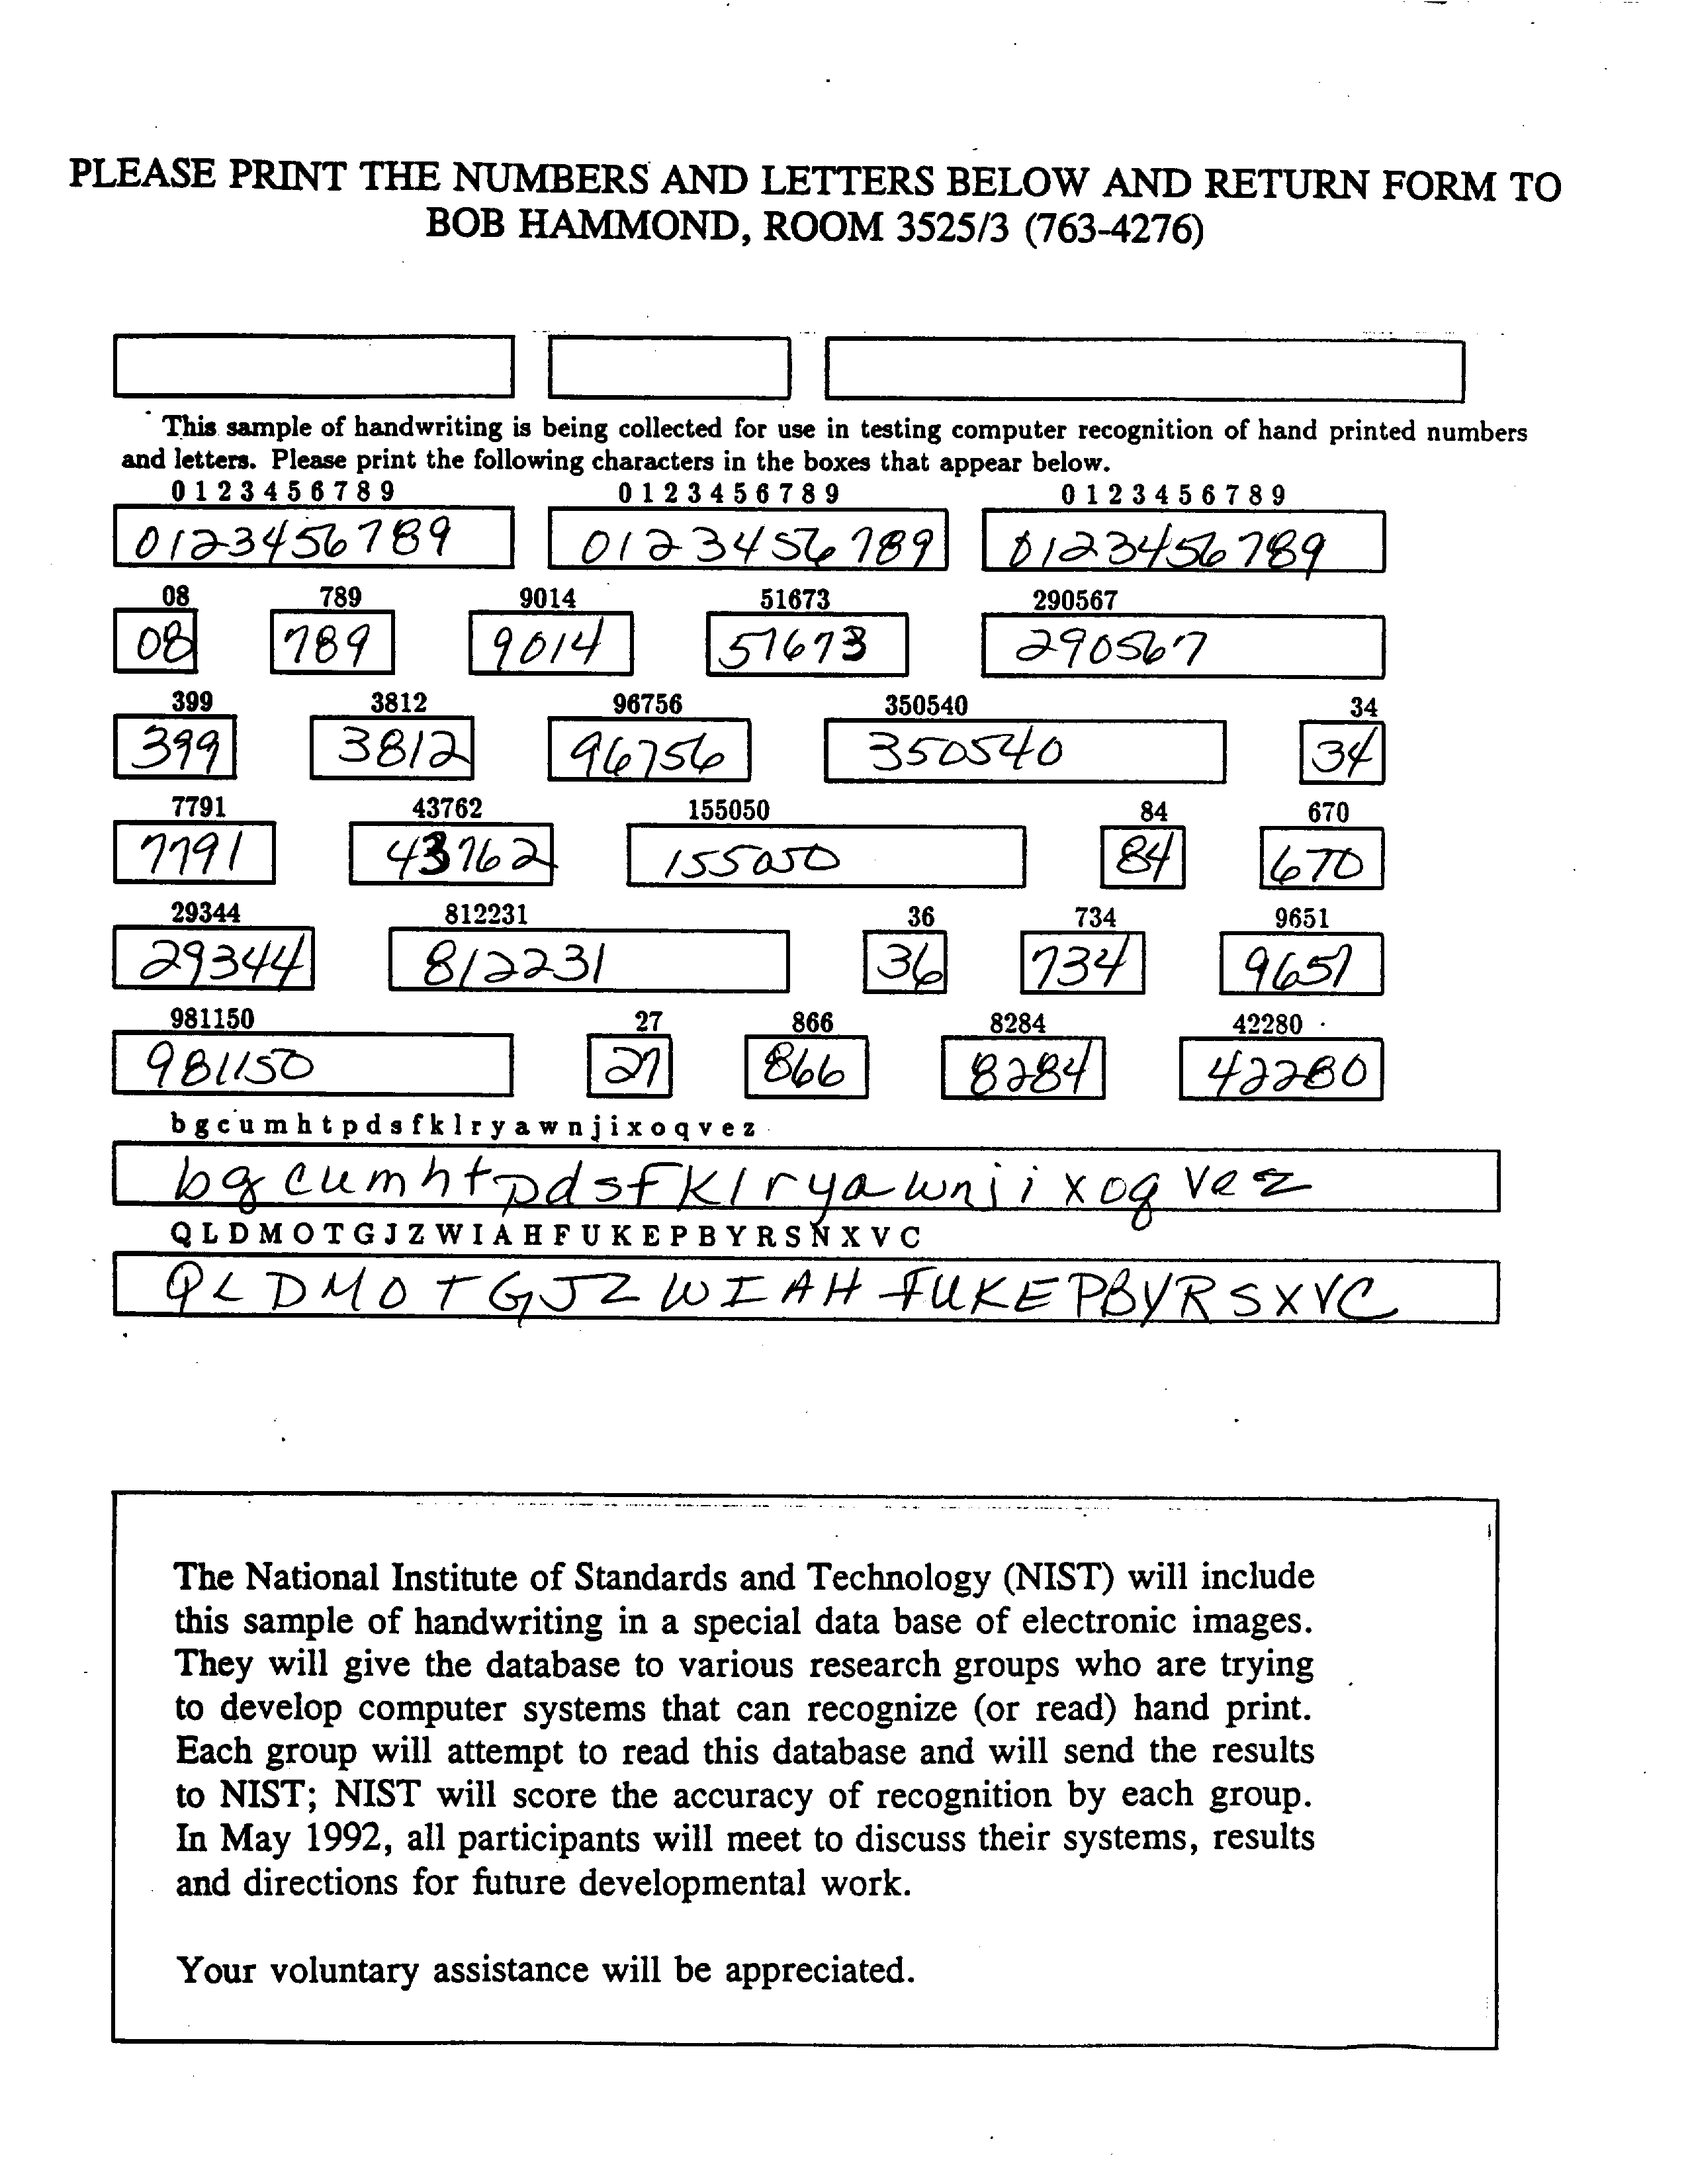 PLEASE PRINT THE NUMBERS AND LETTERS BELOW AND RETURN FORM TO
BOB HAMMOND, ROOM 3525/3 (763-4276)
This sample of handwriting is being collected for use in testing computer recognition of hand printed numbers
and letters. Please print the following characters in the boxes that appear below.
0 1 2 3 4 5 6 7 8 9 0 1 2 3 4 5 6 7 8 9 0 1 2 3 4 5 6 7 8 9
0123456789 0123456789 0123456789
08 789 9014 51673 290567
08 789 9014 51673 290567
399 3812 96756 350540 34
399 3812 96756 350540 34
7791 43762 155050 84 670
7791 43762 155050 84 670
29344 812231 36 734 9651
29344 812231 36 734 9651
981150 27 866 8284 42280
981150 27 866 8284 42280
b g c u m h t p d s f k l r y a w n j i x o q v e z
b g c u m h t p d s f k l r y a w n j i x o q v e z
Q L D M O T G J Z W I A H F U K E P B Y R S N X V C
Q L D M O T G J Z W I A H F U K E P B Y R S X V C
The National Institute of Standards and Technology (NIST) will include
this sample of handwriting in a special data base of electronic images.
They will give the database to various research groups who are trying
to develop computer systems that can recognize (or read) hand print.
Each group will attempt to read this database and will send the results
to NIST; NIST will score the accuracy of recognition by each group.
In May 1992, all participants will meet to discuss their systems, results
and directions for future developmental work.
Your voluntary assistance will be appreciated.